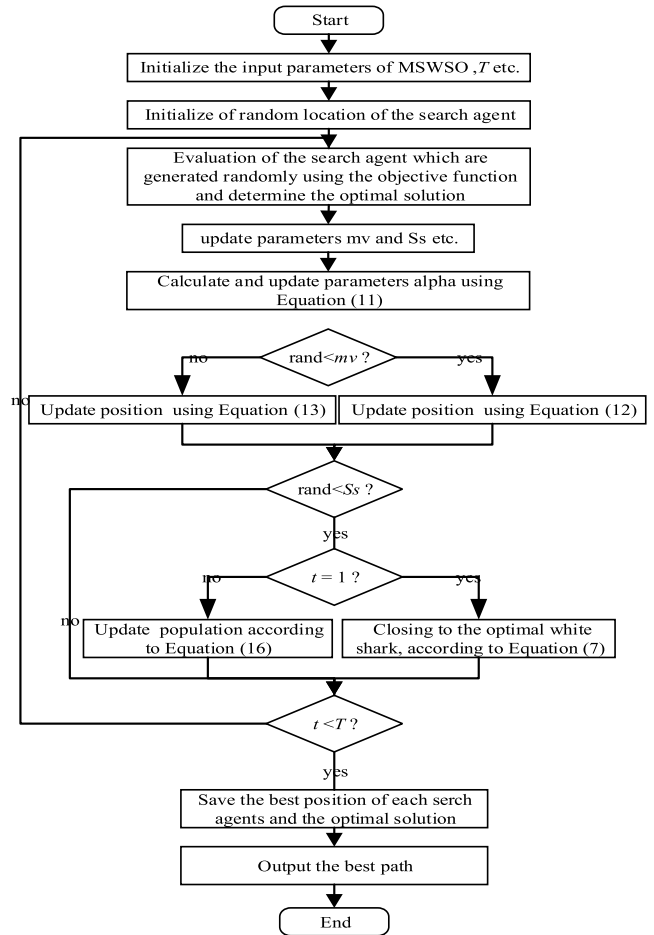 Start
Initialize the input parameters of MSWSO ,T etc.
Initialize of random location of the search agent
Evaluation of the search agent which are
generated randomly using the objective function
and determine the optimal solution
update parameters mv and Ss etc.
Calculate and update parameters alpha using
Equation (11)
rand<mv ?
no
yes
no
Update position using Equation (13)
Update position using Equation (12)
rand<Ss ?
yes
t = 1 ?
no
yes
no
Update population according
to Equation (16)
Closing to the optimal white
shark, according to Equation (7)
t <T ?
yes
Save the best position of each serch
agents and the optimal solution
Output the best path
End